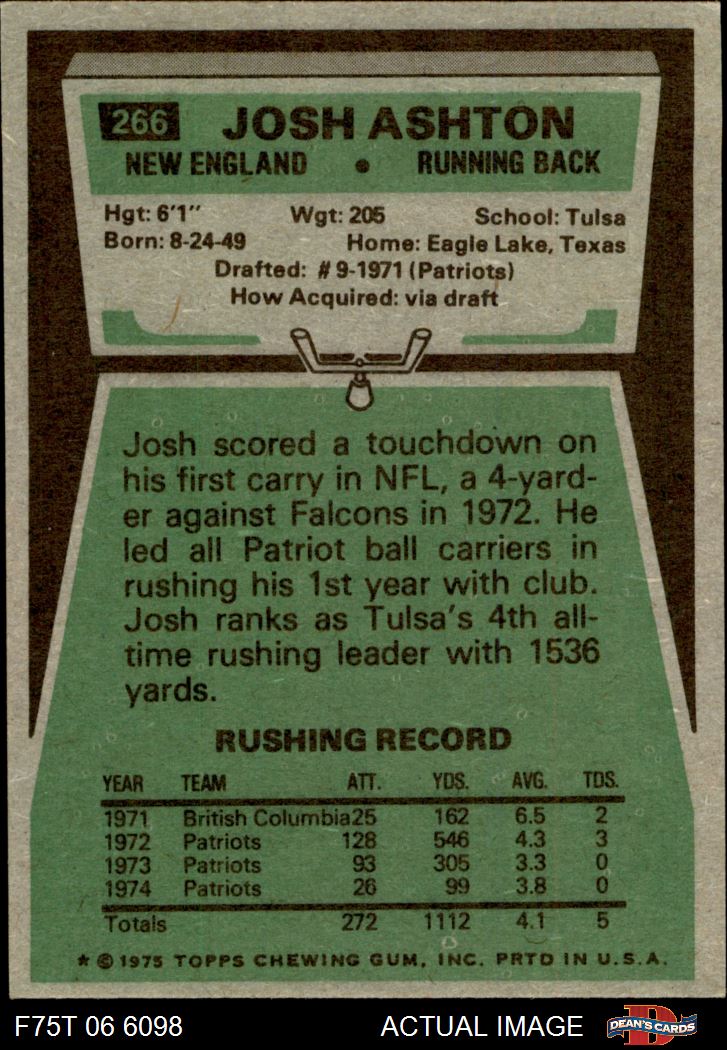 266 JOSH ASHTON
NEW ENGLAND • RUNNING BACK
Hgt: 6'1" Wgt: 205 School: Tulsa
Born: 8-24-49 Home: Eagle Lake, Texas
Drafted: #9-1971 (Patriots)
How Acquired: via draft
Josh scored a touchdown on
his first carry in NFL, a 4-yard-
er against Falcons in 1972. He
led all Patriot ball carriers in
rushing his 1st year with club.
Josh ranks as Tulsa's 4th all-
time rushing leader with 1536
yards.
RUSHING RECORD
YEAR TEAM ATT. YDS. AVG. TDS.
1971 British Columbia 25 162 6.5 2
1972 Patriots 128 546 4.3 3
1973 Patriots 93 305 3.3 0
1974 Patriots 26 99 3.8 0
Totals 272 1112 4.1 5
* © 1975 TOPPS CHEWING GUM, INC. PRTD IN U.S.A.
F75T 06 6098 ACTUAL IMAGE DEAN'S CARDS